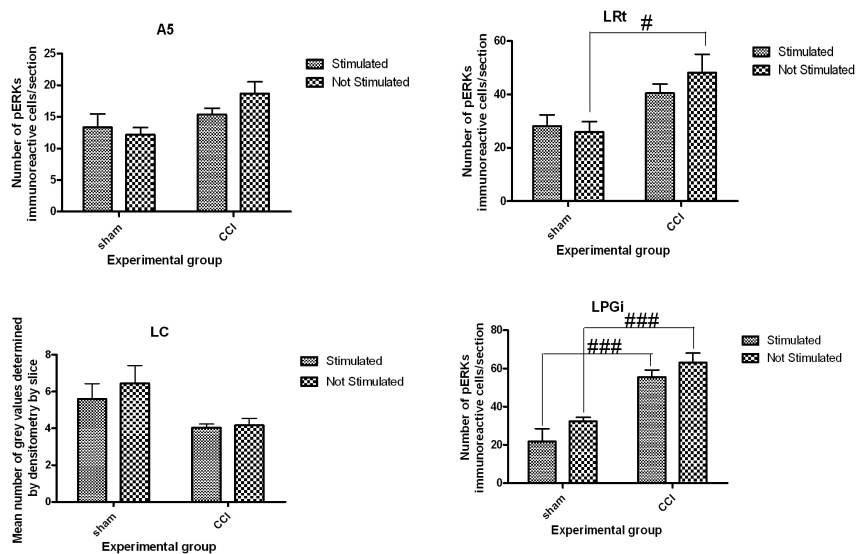 A5
Number of pERKs
immunoreactive cells/section
25
20
15
10
5
0
sham
CCI
Experimental group
Stimulated
Not Stimulated
LRt
#
Number of pERKs
immunoreactive cells/section
60
40
20
0
sham
CCI
Experimental group
Stimulated
Not Stimulated
LC
Mean number of grey values determined
by densitometry by slice
8
6
4
2
0
sham
CCI
Experimental group
Stimulated
Not Stimulated
LPGi
###
###
Number of pERKs
immunoreactive cells/section
80
60
40
20
0
sham
CCI
Experimental group
Stimulated
Not Stimulated